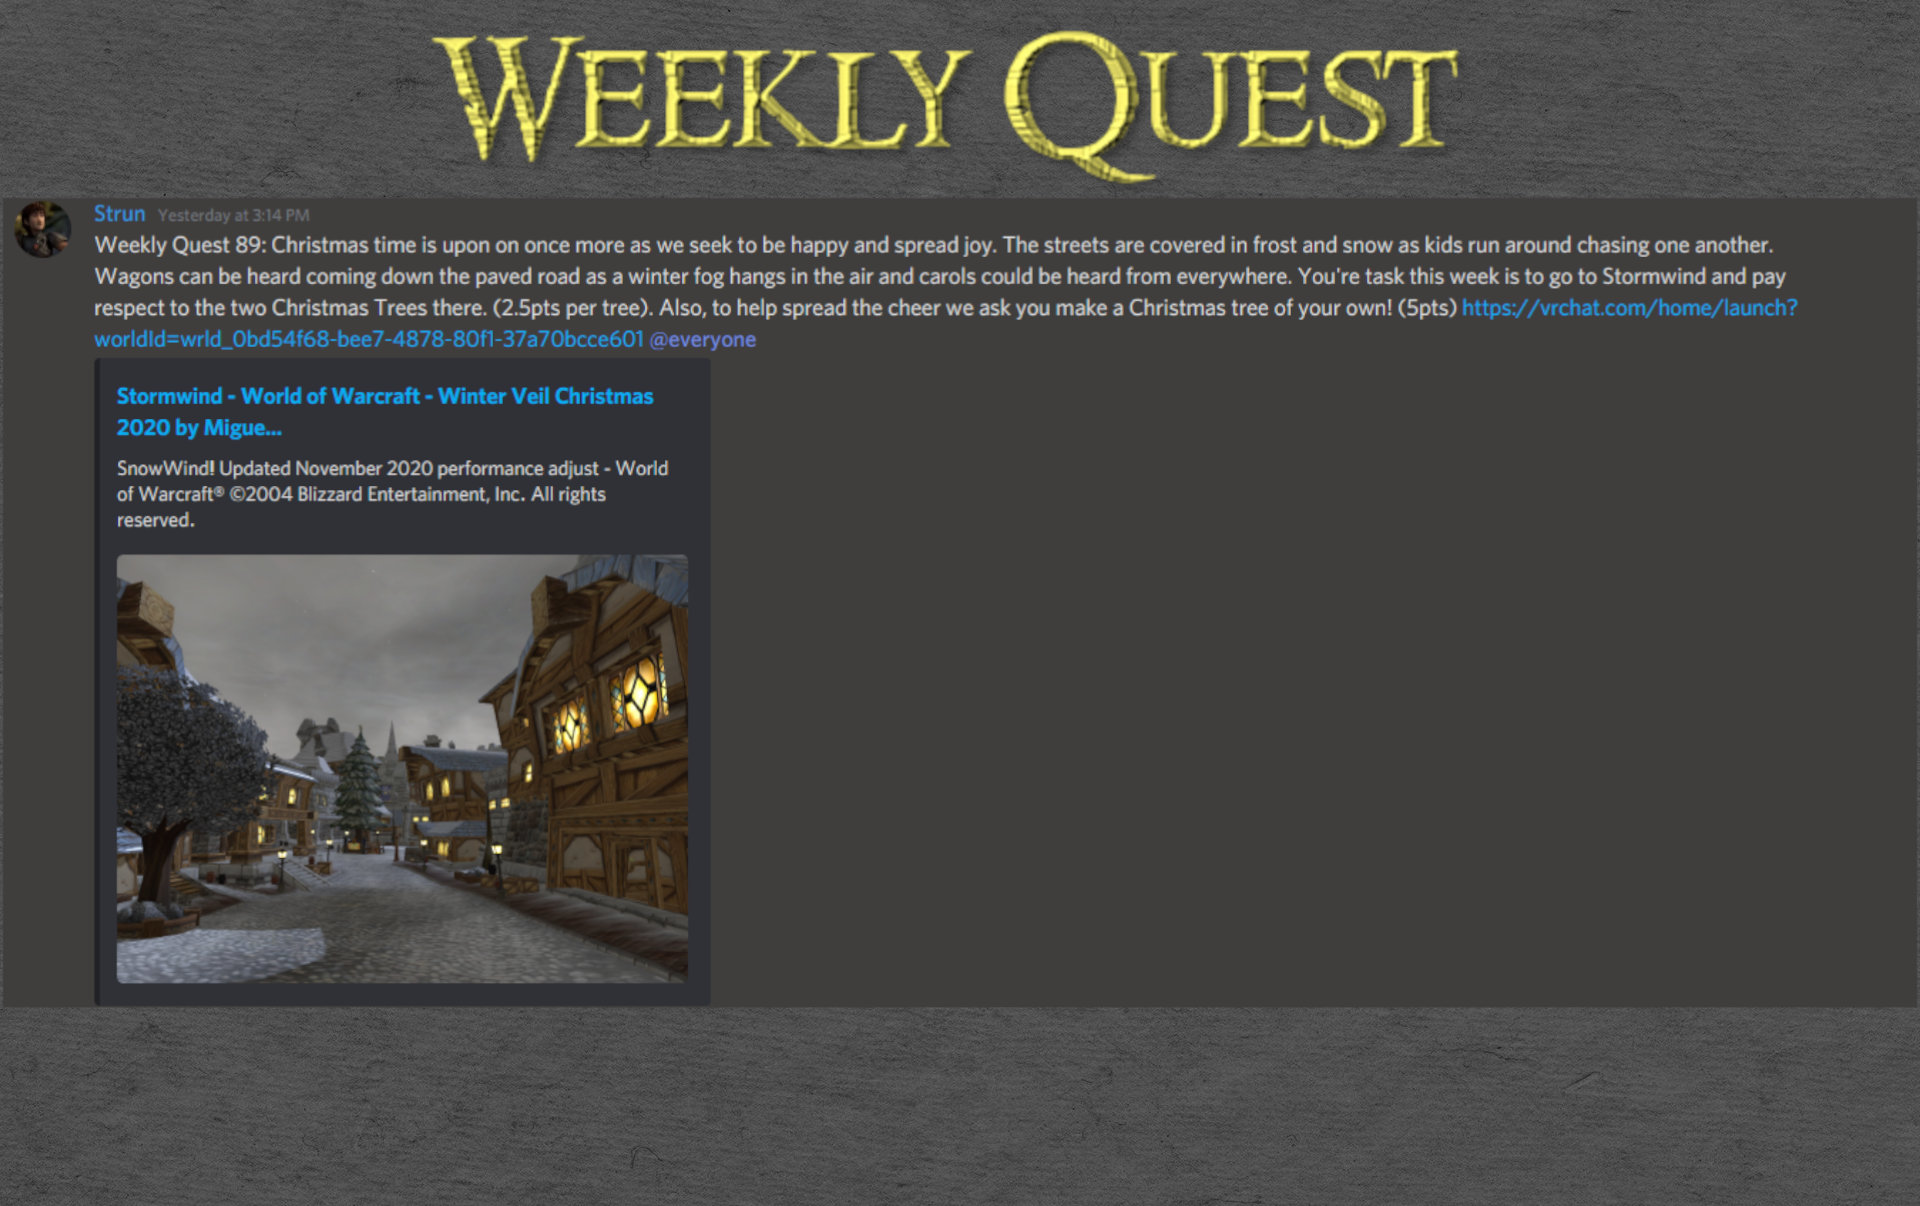 WEEKLY QUEST
Strun Yesterday at 3:14 PM
Weekly Quest 89: Christmas time is upon on once more as we seek to be happy and spread joy. The streets are covered in frost and snow as kids run around chasing one another.
Wagons can be heard coming down the paved road as a winter fog hangs in the air and carols could be heard from everywhere. You're task this week is to go to Stormwind and pay
respect to the two Christmas Trees there. (2.5pts per tree). Also, to help spread the cheer we ask you make a Christmas tree of your own! (5pts) https://vrchat.com/home/launch?
worldId=wrld_0bd54f68-bee7-4878-80f1-37a70bcce601 @everyone
Stormwind - World of Warcraft - Winter Veil Christmas
2020 by Migue...
SnowWind! Updated November 2020 performance adjust - World
of Warcraft® ©2004 Blizzard Entertainment, Inc. All rights
reserved.